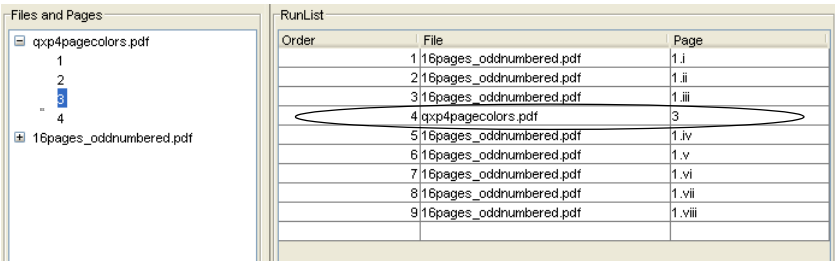 Files and Pages
qxp4pagecolors.pdf
1
2
3
4
16pages_oddnumbered.pdf
RunList
Order File Page
1 16pages_oddnumbered.pdf 1.i
2 16pages_oddnumbered.pdf 1.ii
3 16pages_oddnumbered.pdf 1.iii
4 qxp4pagecolors.pdf 3
5 16pages_oddnumbered.pdf 1.iv
6 16pages_oddnumbered.pdf 1.v
7 16pages_oddnumbered.pdf 1.vi
8 16pages_oddnumbered.pdf 1.vii
9 16pages_oddnumbered.pdf 1.viii